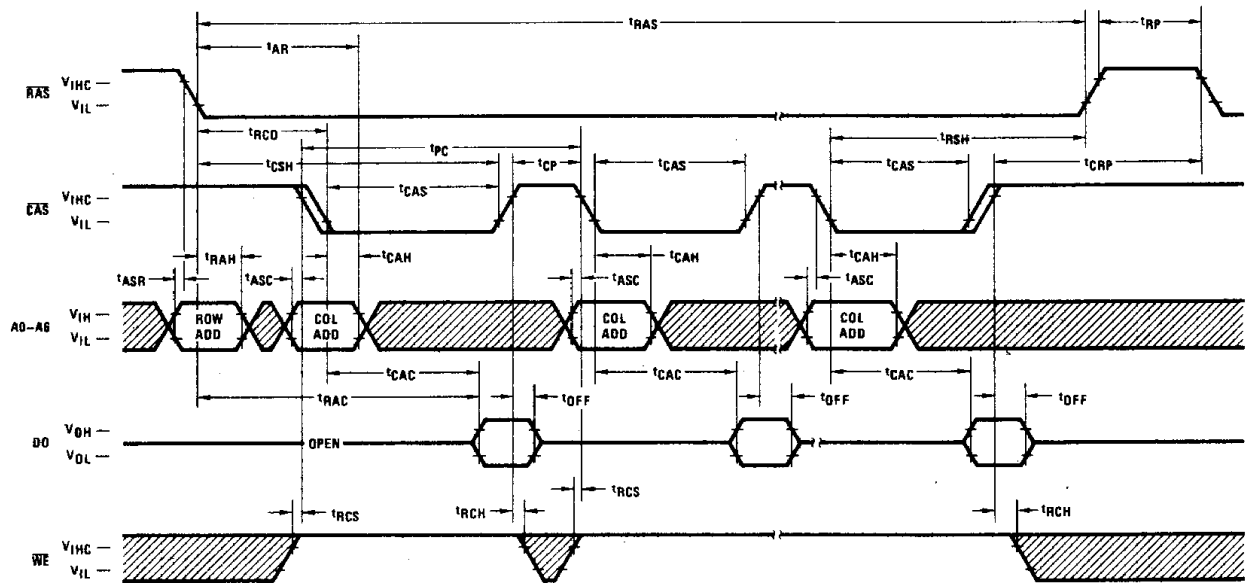 tRAS
tRP
tAR
RAS
VIHC
VIL
tRCD
tPC
tRSH
tCSH
tCP
tCAS
tCAS
tCRP
tCAS
CAS
VIHC
VIL
tRAH
tCAH
tCAH
tCAH
tASR
tASC
tASC
tASC
A0–A6
VIH
VIL
ROW
ADD
COL
ADD
COL
ADD
COL
ADD
tCAC
tCAC
tCAC
tRAC
tOFF
tOFF
tOFF
DO
VOH
VOL
OPEN
tRCS
tRCS
tRCH
tRCH
WE
VIHC
VIL